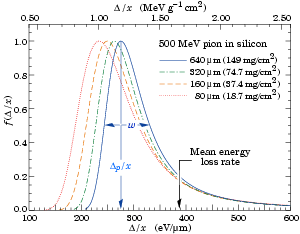 Δ/x (MeV g⁻¹ cm²)
0.50 1.00 1.50 2.00 2.50
500 MeV pion in silicon
640 μm (149 mg/cm²)
320 μm (74.7 mg/cm²)
160 μm (37.4 mg/cm²)
80 μm (18.7 mg/cm²)
1.0
0.8
0.6
0.4
0.2
0.0
f(Δ/x)
w
Δp/x
Mean energy
loss rate
100 200 300 400 500 600
Δ/x (eV/μm)